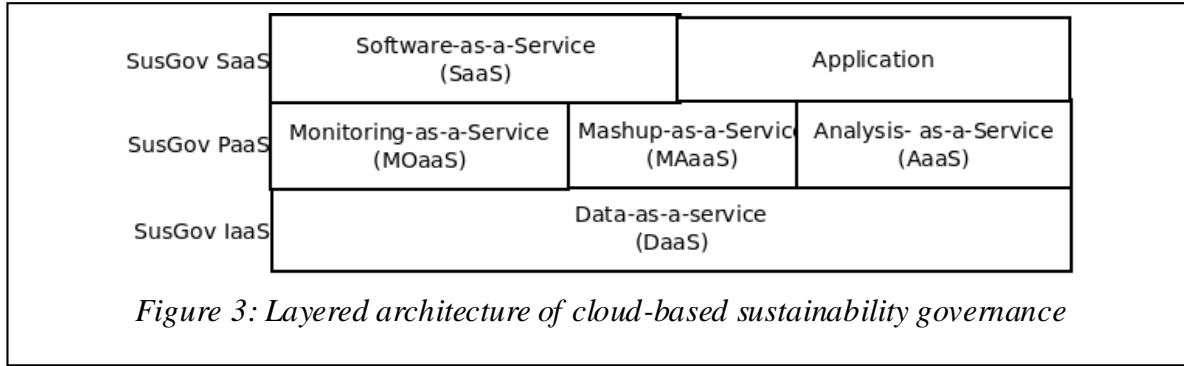 SusGov SaaS
Software-as-a-Service
(SaaS)
Application
SusGov PaaS
Monitoring-as-a-Service
(MOaaS)
Mashup-as-a-Servic
(MAaaS)
Analysis- as-a-Service
(AaaS)
SusGov IaaS
Data-as-a-service
(DaaS)
Figure 3: Layered architecture of cloud-based sustainability governance